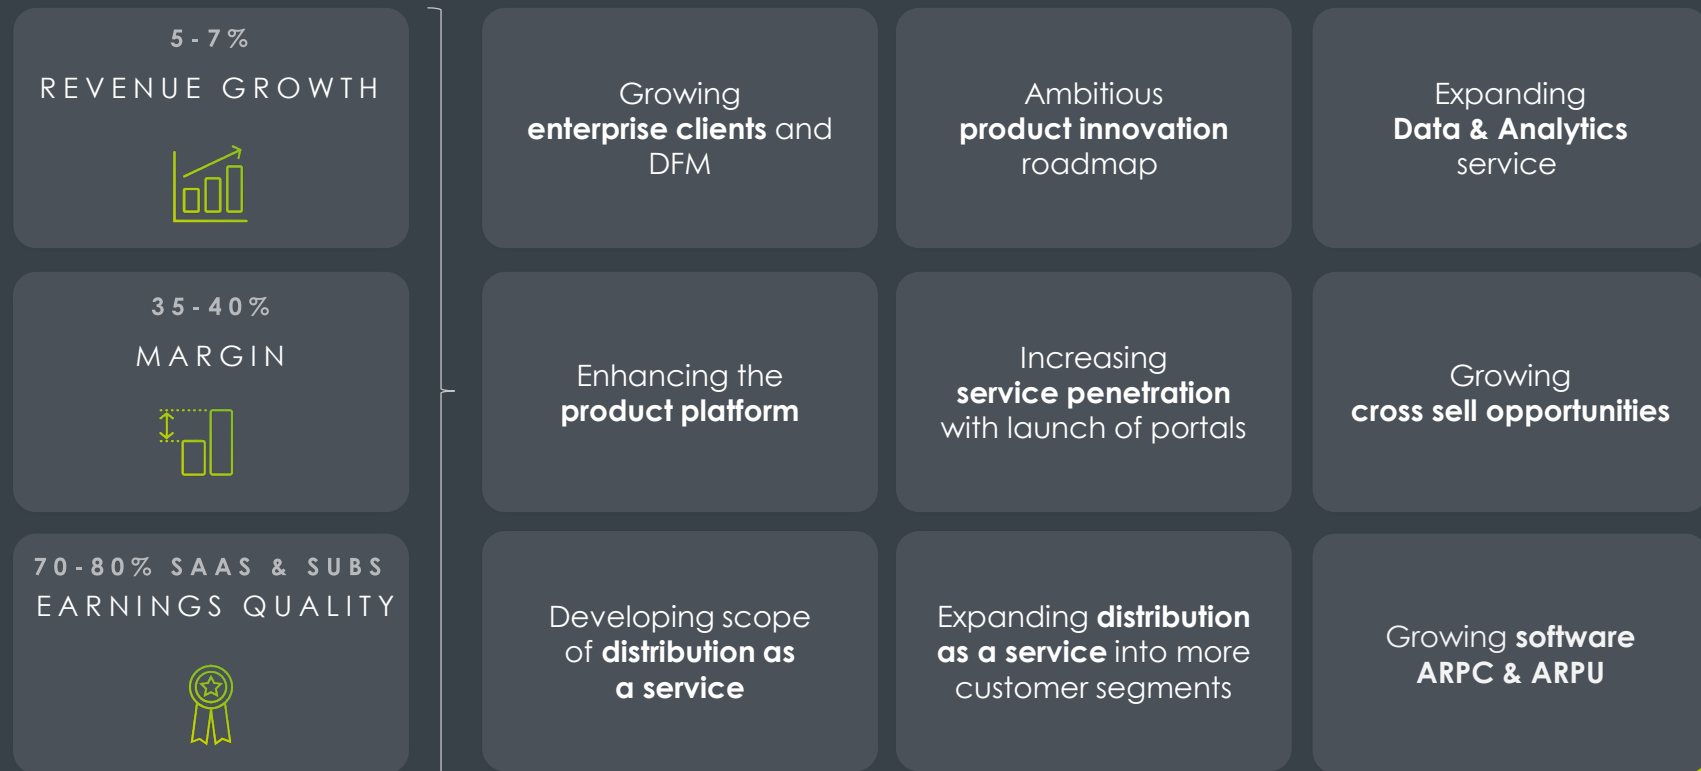 5-7%
REVENUE GROWTH
Growing
enterprise clients and
DFM
Ambitious
product innovation
roadmap
Expanding
Data & Analytics
service
35-40%
MARGIN
Enhancing the
product platform
Increasing
service penetration
with launch of portals
Growing
cross sell opportunities
70-80% SAAS & SUBS
EARNINGS QUALITY
Developing scope
of distribution as
a service
Expanding distribution
as a service into more
customer segments
Growing software
ARPC & ARPU